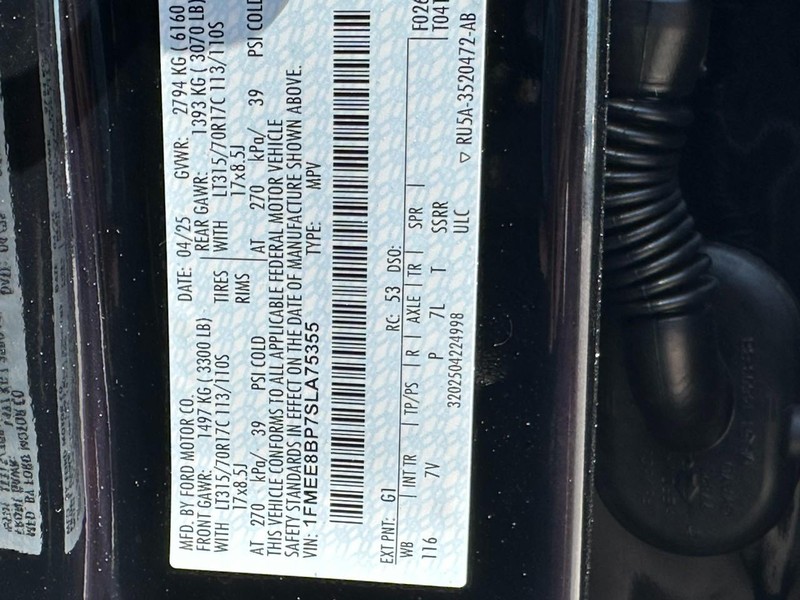 MFD. BY FORD MOTOR CO.
DATE: 04/25 GVWR: 2794 KG ( 6160
FRONT GAWR: 1497 KG ( 3300 LB) REAR GAWR: 1393 KG ( 3070 LB)
WITH LT315/70R17C 113/110S TIRES WITH LT315/70R17C 113/110S
17x8.5J RIMS 17x8.5J
AT 270 kPa/ 39 PSI COLD AT 270 kPa/ 39 PSI COLD
THIS VEHICLE CONFORMS TO ALL APPLICABLE FEDERAL MOTOR VEHICLE
SAFETY STANDARDS IN EFFECT ON THE DATE OF MANUFACTURE SHOWN ABOVE.
VIN: 1FMEE8BP7SLA75355 TYPE: MPV
EXT PNT: G1 RC: 53 DSO: F026
WB INT TR TP/PS R AXLE TR SPR T041
116 7V P 7L T SSRR
3202504224998 ULC
▽ RU5A-3520472-AB